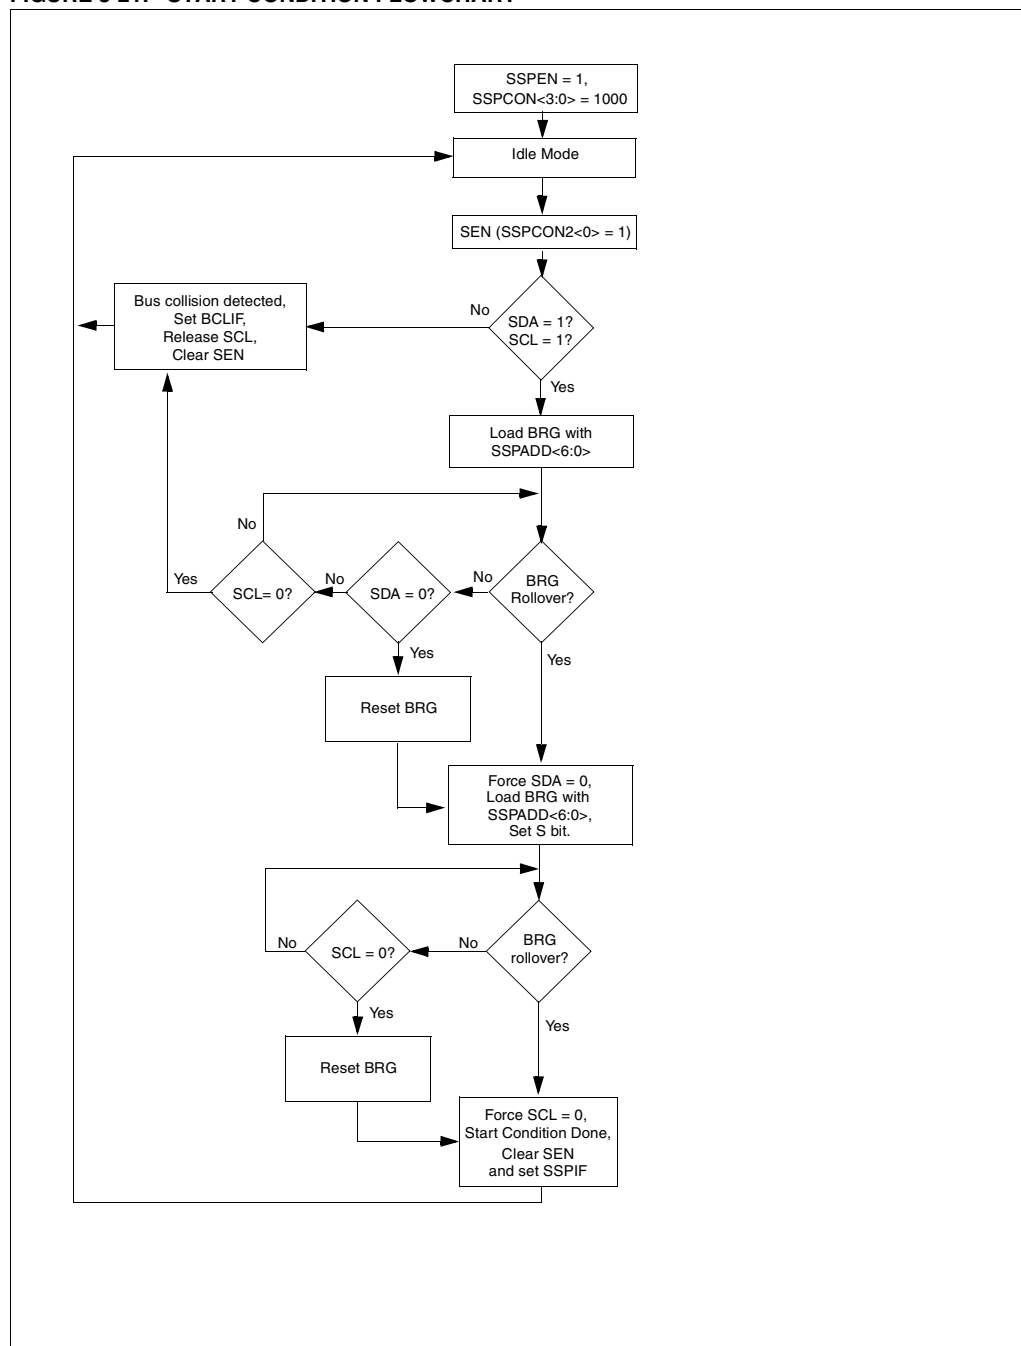 SSPEN = 1,
SSPCON<3:0> = 1000
Idle Mode
SEN (SSPCON2<0> = 1)
Bus collision detected,
Set BCLIF,
Release SCL,
Clear SEN
No
SDA = 1?
SCL = 1?
Yes
Load BRG with
SSPADD<6:0>
No
Yes
SCL= 0?
No
SDA = 0?
No
BRG
Rollover?
Yes
Yes
Reset BRG
Force SDA = 0,
Load BRG with
SSPADD<6:0>,
Set S bit.
No
SCL = 0?
No
BRG
rollover?
Yes
Yes
Reset BRG
Force SCL = 0,
Start Condition Done,
Clear SEN
and set SSPIF